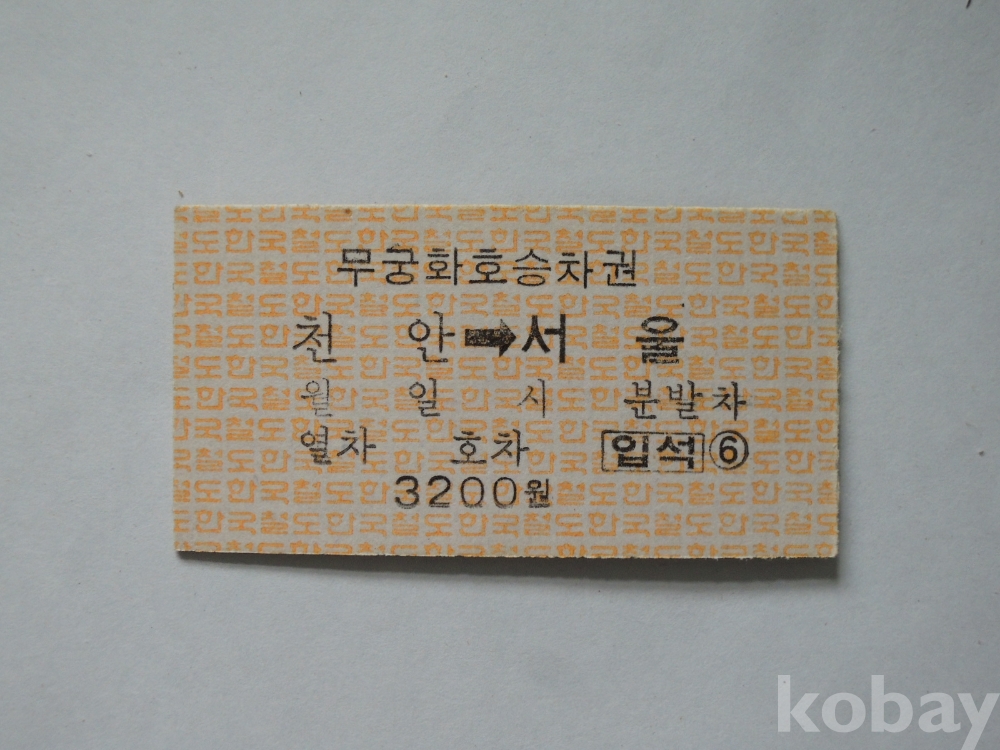 무궁화호승차권
천 안 ➡ 서 울
월 일 시 분발차
열차 호차 입석 ⑥
3200원
kobay